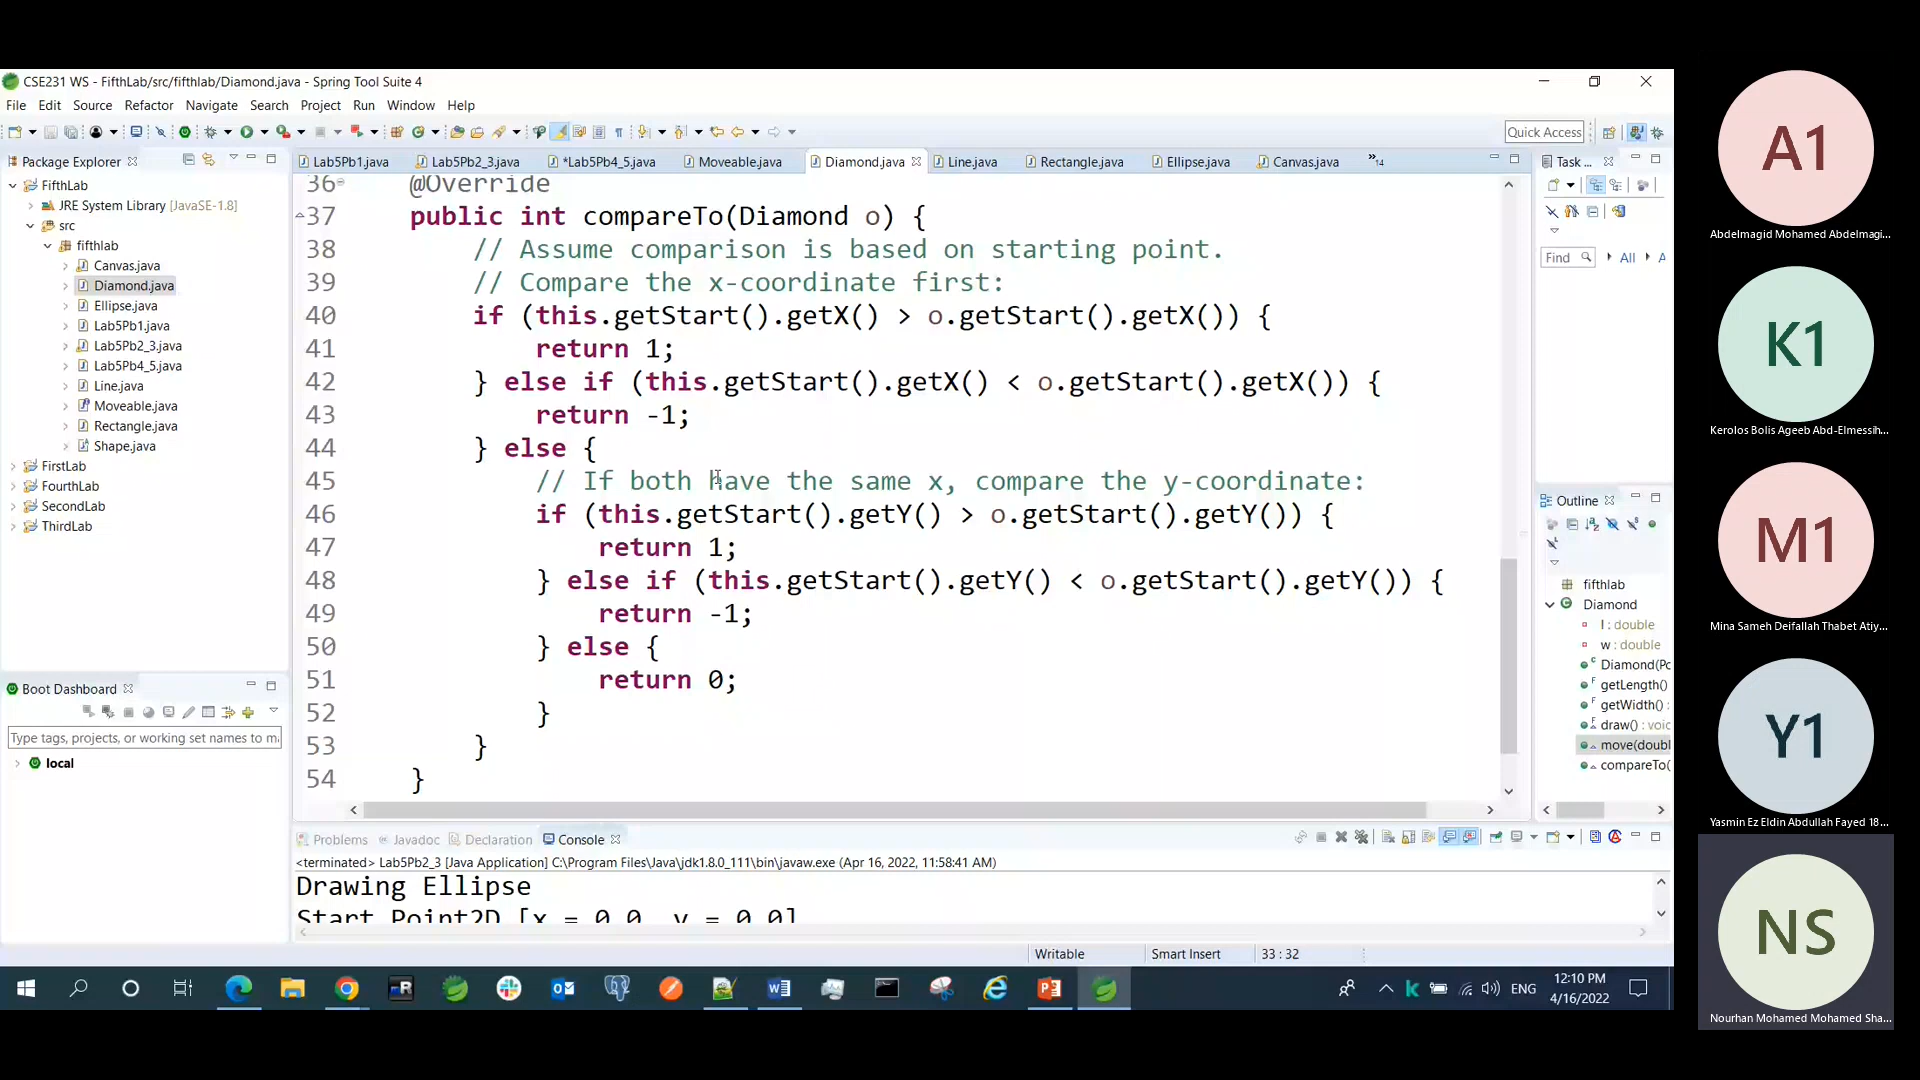 CSE231 WS - FifthLab/src/fifthlab/Diamond.java - Spring Tool Suite 4
File Edit Source Refactor Navigate Search Project Run Window Help
Quick Access
Package Explorer
FifthLab
JRE System Library [JavaSE-1.8]
src
fifthlab
Canvas.java
Diamond.java
Ellipse.java
Lab5Pb1.java
Lab5Pb2_3.java
Lab5Pb4_5.java
Line.java
Moveable.java
Rectangle.java
Shape.java
FirstLab
FourthLab
SecondLab
ThirdLab
Boot Dashboard
Type tags, projects, or working set names to m
local
Lab5Pb1.java Lab5Pb2_3.java *Lab5Pb4_5.java Moveable.java Diamond.java Line.java Rectangle.java Ellipse.java Canvas.java »14
36 @Override
37 public int compareTo(Diamond o) {
38 // Assume comparison is based on starting point.
39 // Compare the x-coordinate first:
40 if (this.getStart().getX() > o.getStart().getX()) {
41 return 1;
42 } else if (this.getStart().getX() < o.getStart().getX()) {
43 return -1;
44 } else {
45 // If both have the same x, compare the y-coordinate:
46 if (this.getStart().getY() > o.getStart().getY()) {
47 return 1;
48 } else if (this.getStart().getY() < o.getStart().getY()) {
49 return -1;
50 } else {
51 return 0;
52 }
53 }
54 }
Problems Javadoc Declaration Console
<terminated> Lab5Pb2_3 [Java Application] C:\Program Files\Java\jdk1.8.0_111\bin\javaw.exe (Apr 16, 2022, 11:58:41 AM)
Drawing Ellipse
Start Point2D [x = 0.0, y = 0.0]
Task ...
Find All A
Outline
fifthlab
Diamond
l : double
w : double
Diamond(Po
getLength()
getWidth() :
draw() : voic
move(doubl
compareTo(
Writable Smart Insert 33 : 32
ENG
12:10 PM
4/16/2022
A1
Abdelmagid Mohamed Abdelmagi...
K1
Kerolos Bolis Ageeb Abd-Elmessih...
M1
Mina Sameh Deifallah Thabet Atiy...
Y1
Yasmin Ez Eldin Abdullah Fayed 18...
NS
Nourhan Mohamed Mohamed Sha...